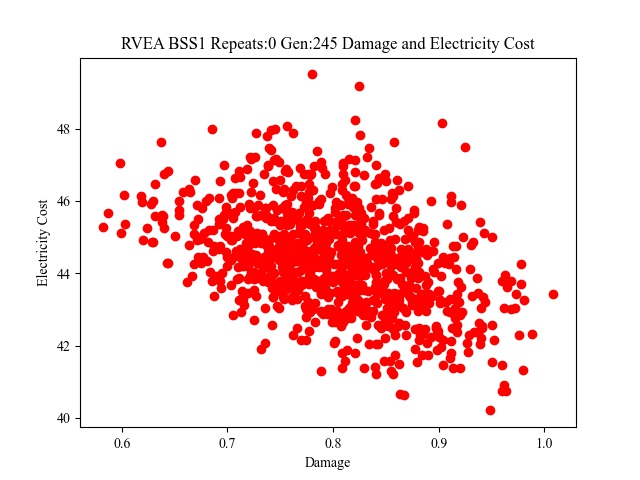 RVEA BSS1 Repeats:0 Gen:245 Damage and Electricity Cost
48
46
44
42
40
Electricity Cost
0.6 0.7 0.8 0.9 1.0
Damage